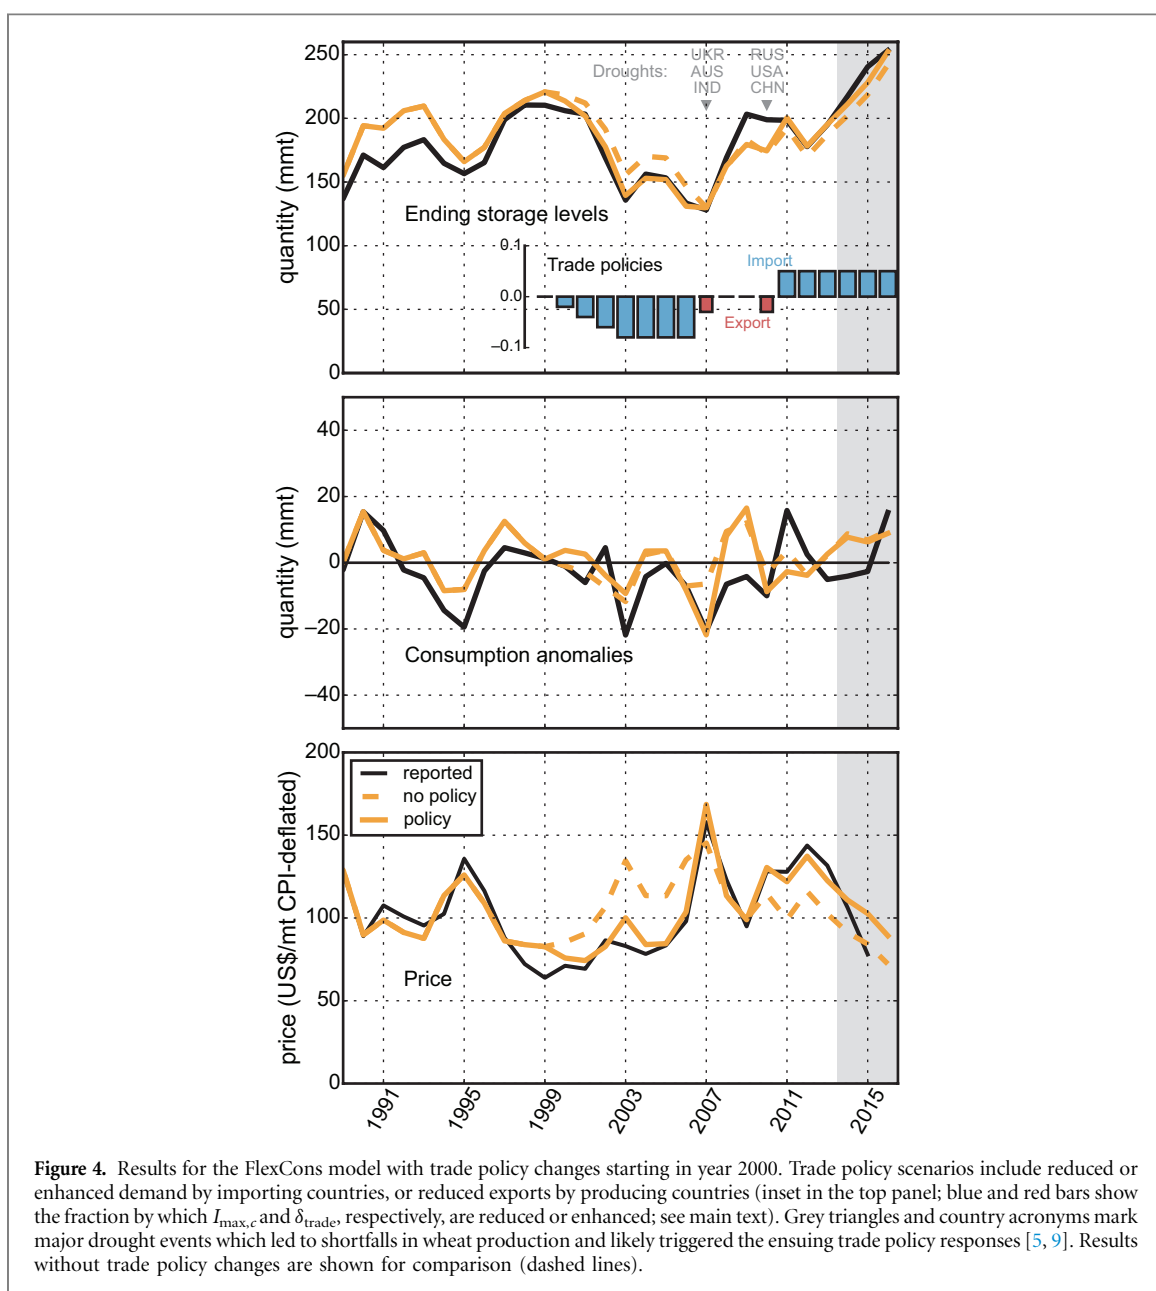 250
200
150
100
50
0
quantity (mmt)
Droughts:
UKR
AUS
IND
RUS
USA
CHN
Ending storage levels
0.1
0.0
−0.1
Trade policies
Import
Export
40
20
0
−20
−40
quantity (mmt)
Consumption anomalies
200
150
100
50
0
price (US$/mt CPI-deflated)
reported
no policy
policy
Price
1991
1995
1999
2003
2007
2011
2015
Figure 4. Results for the FlexCons model with trade policy changes starting in year 2000. Trade policy scenarios include reduced or
enhanced demand by importing countries, or reduced exports by producing countries (inset in the top panel; blue and red bars show
the fraction by which Imax,c and δtrade, respectively, are reduced or enhanced; see main text). Grey triangles and country acronyms mark
major drought events which led to shortfalls in wheat production and likely triggered the ensuing trade policy responses [5, 9]. Results
without trade policy changes are shown for comparison (dashed lines).